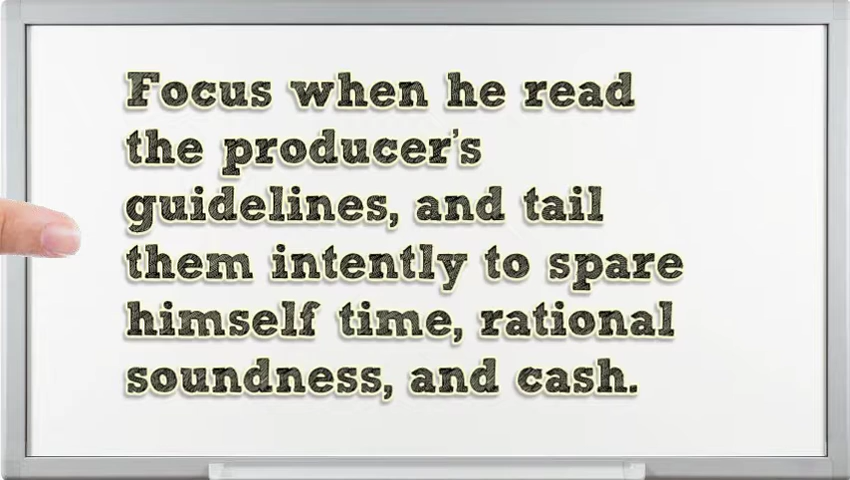 Focus when he read
the producer's
guidelines, and tail
them intently to spare
himself time, rational
soundness, and cash.